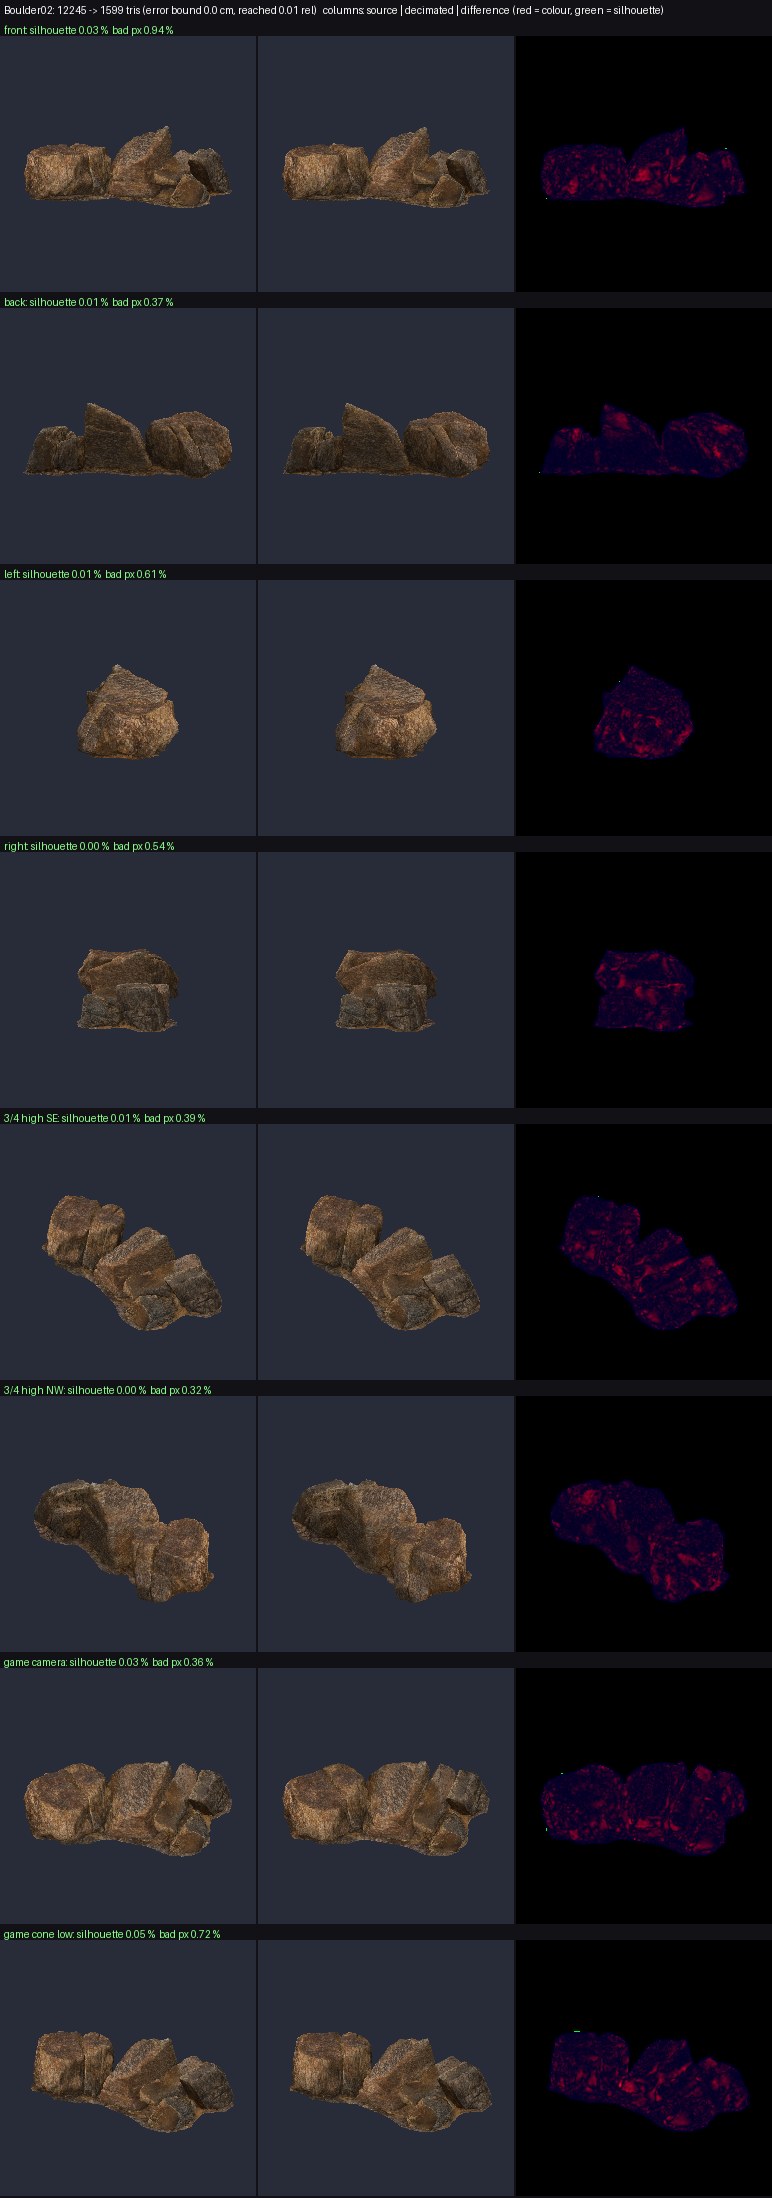 Boulder02: 12245 -> 1599 tris (error bound 0.0 cm, reached 0.01 rel)  columns: source | decimated | difference (red = colour, green = silhouette)
front: silhouette 0.03 %  bad px 0.94 %
back: silhouette 0.01 %  bad px 0.37 %
left: silhouette 0.01 %  bad px 0.61 %
right: silhouette 0.00 %  bad px 0.54 %
3/4 high SE: silhouette 0.01 %  bad px 0.39 %
3/4 high NW: silhouette 0.00 %  bad px 0.32 %
game camera: silhouette 0.03 %  bad px 0.36 %
game cone low: silhouette 0.05 %  bad px 0.72 %